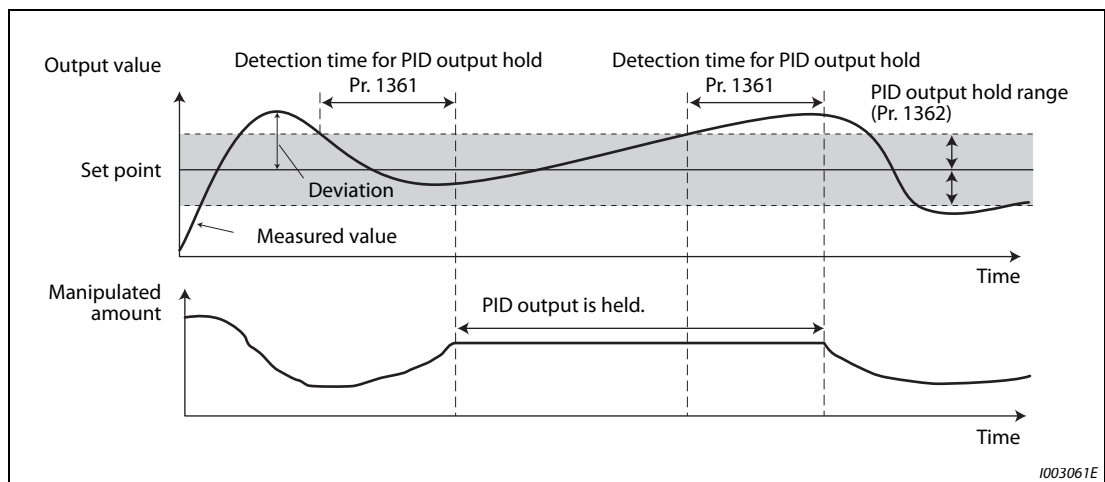 Output value
Detection time for PID output hold
Pr. 1361
Detection time for PID output hold
Pr. 1361
PID output hold range
(Pr. 1362)
Set point
Deviation
Measured value
Time
Manipulated
amount
PID output is held.
Time
I003061E